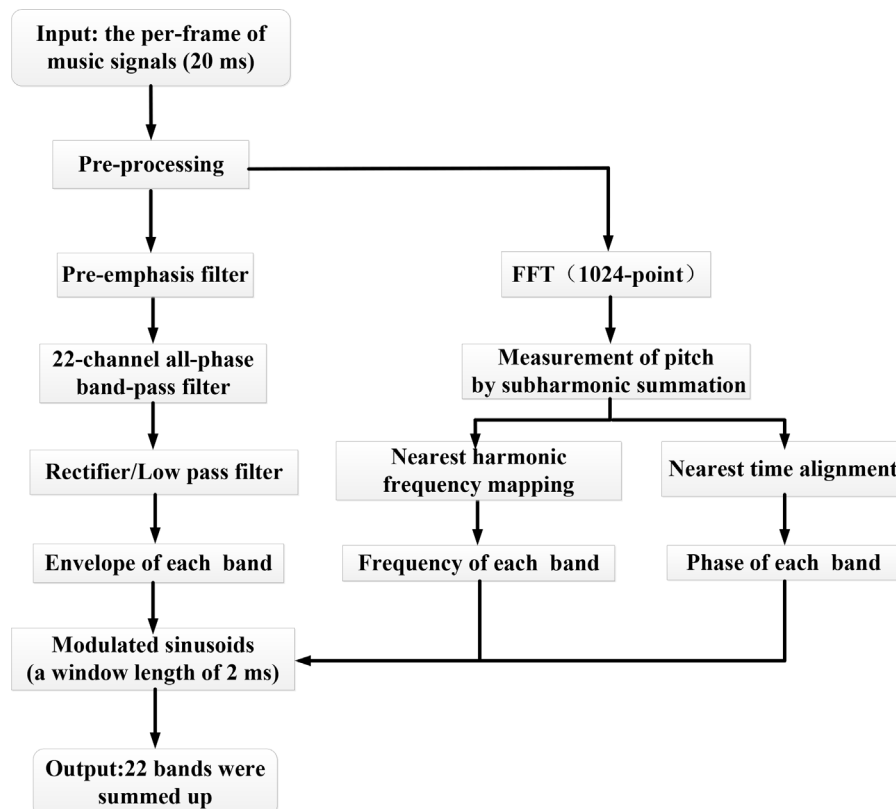 Input: the per-frame of
music signals (20 ms)
Pre-processing
Pre-emphasis filter
FFT（1024-point）
22-channel all-phase
band-pass filter
Measurement of pitch
by subharmonic summation
Rectifier/Low pass filter
Nearest harmonic
frequency mapping
Nearest time alignment
Envelope of each band
Frequency of each band
Phase of each band
Modulated sinusoids
(a window length of 2 ms)
Output:22 bands were
summed up